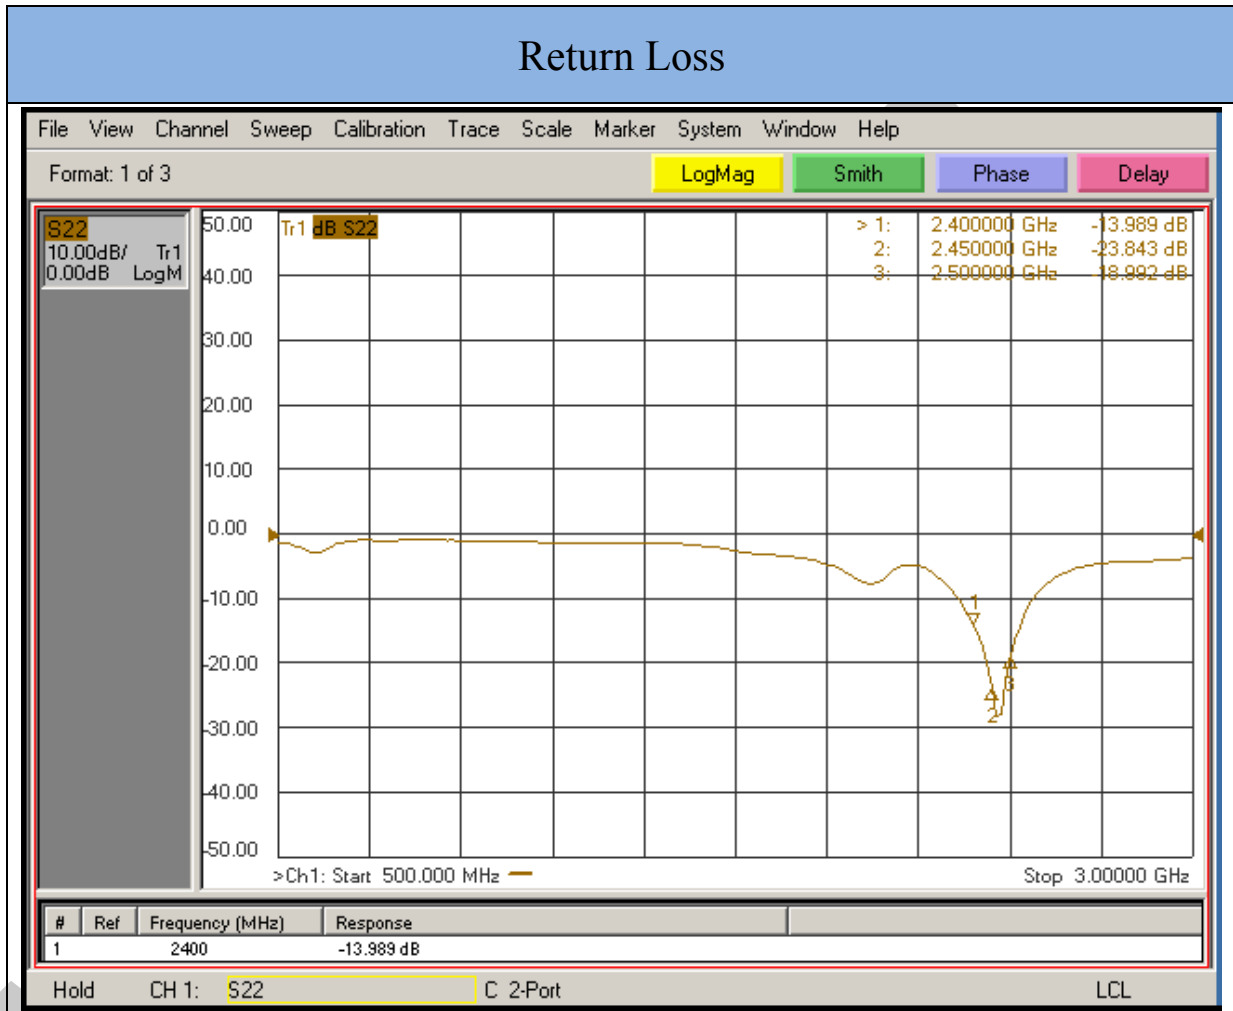 Return Loss
File View Channel Sweep Calibration Trace Scale Marker System Window Help
Format: 1 of 3
LogMag Smith Phase Delay
S22
10.00dB/ Tr1
0.00dB LogM
50.00
40.00
30.00
20.00
10.00
0.00
-10.00
-20.00
-30.00
-40.00
-50.00
Tr1 dB S22
> 1: 2.400000 GHz -13.989 dB
2: 2.450000 GHz -23.843 dB
3: 2.500000 GHz -18.992 dB
1
2
3
>Ch1: Start 500.000 MHz
Stop 3.00000 GHz
# Ref Frequency (MHz) Response
1 2400 -13.989 dB
Hold CH 1: S22 C 2-Port LCL